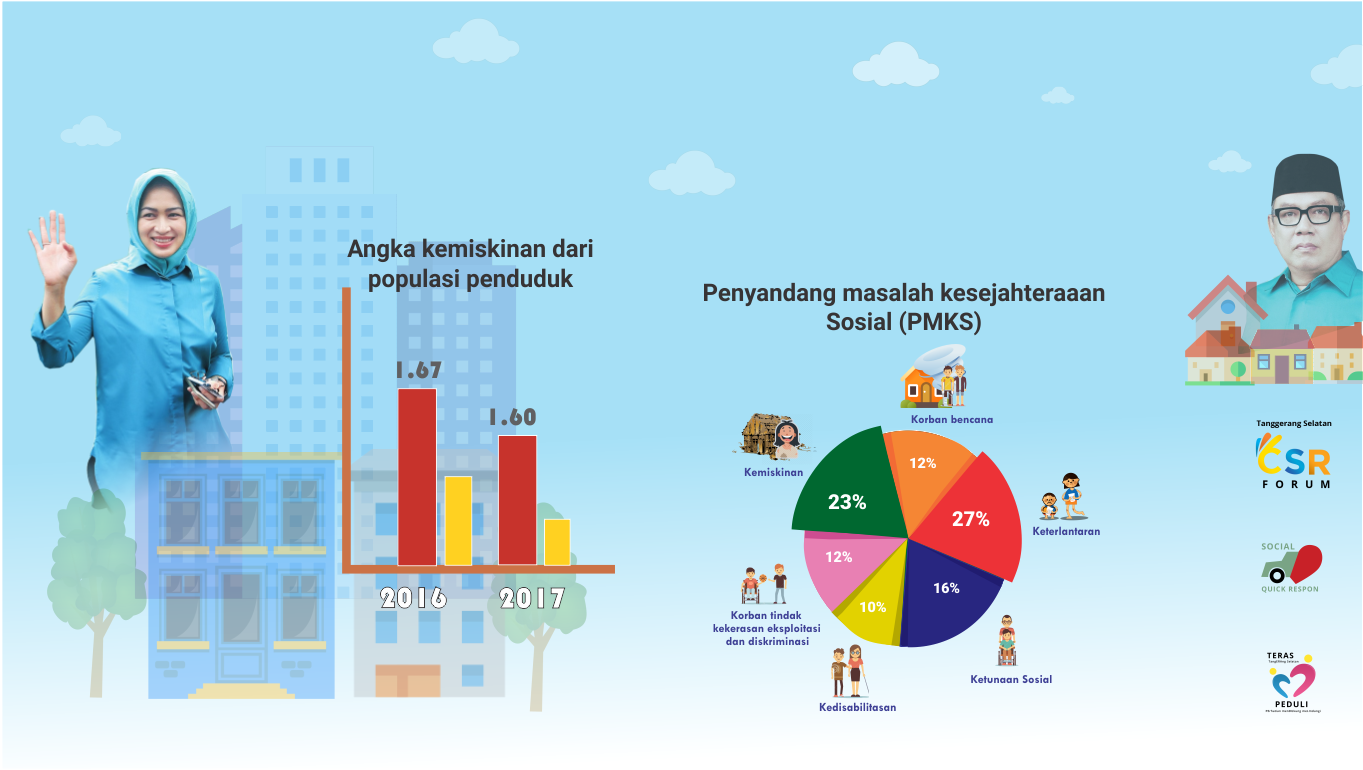 Angka kemiskinan dari
populasi penduduk
1.67
1.60
2016
2017
Penyandang masalah kesejahteraaan
Sosial (PMKS)
Korban bencana
Kemiskinan
Keterlantaran
Korban tindak
kekerasan eksploitasi
dan diskriminasi
Ketunaan Sosial
Kedisabilitasan
12%
23%
27%
12%
16%
10%
Tanggerang Selatan
CSR
FORUM
SOCIAL
QUICK RESPON
TERAS
PEDULI